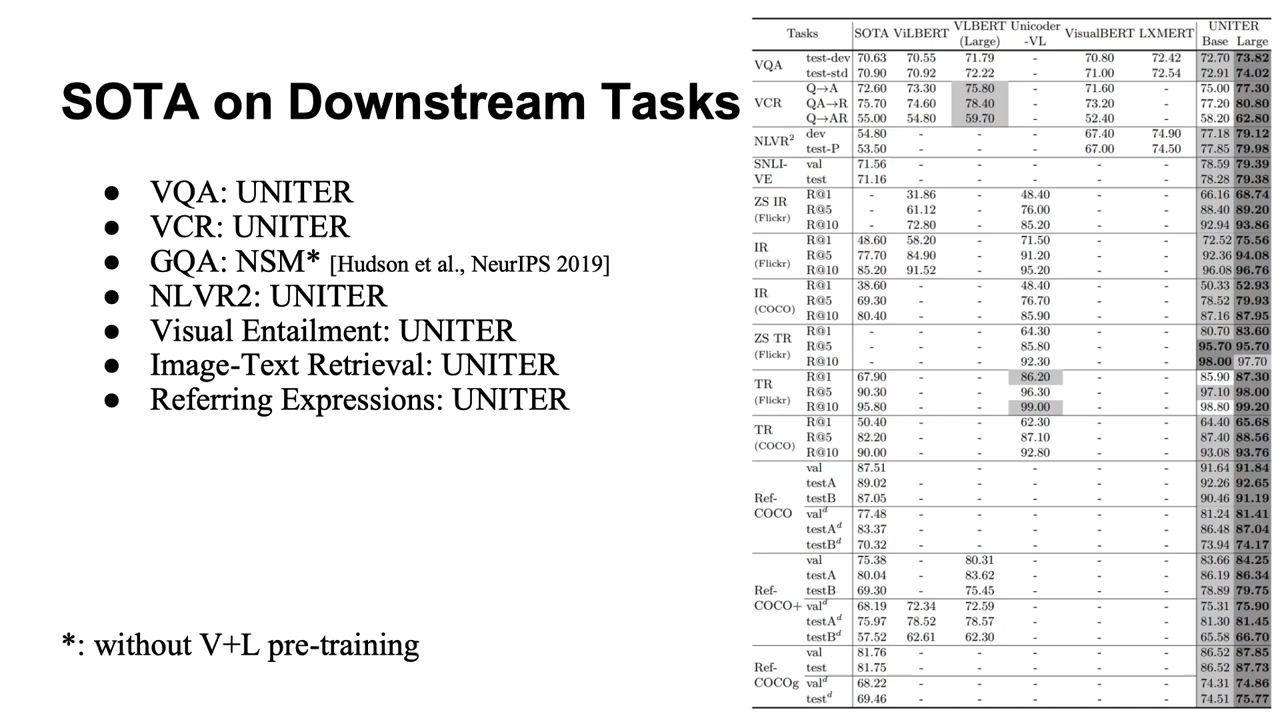 SOTA on Downstream Tasks
● VQA: UNITER
● VCR: UNITER
● GQA: NSM* [Hudson et al., NeurIPS 2019]
● NLVR2: UNITER
● Visual Entailment: UNITER
● Image-Text Retrieval: UNITER
● Referring Expressions: UNITER
*: without V+L pre-training
Tasks SOTA ViLBERT VLBERT (Large) Unicoder-VL VisualBERT LXMERT UNITER Base Large
VQA test-dev 70.63 70.55 71.79 - 70.80 72.42 72.70 73.82
test-std 70.90 70.92 72.22 - 71.00 72.54 72.91 74.02
VCR Q→A 72.60 73.30 75.80 - 71.60 - 75.00 77.30
QA→R 75.70 74.60 78.40 - 73.20 - 77.20 80.80
Q→AR 55.00 54.80 59.70 - 52.40 - 58.20 62.80
NLVR² dev 54.80 - - - 67.40 74.90 77.18 79.12
test-P 53.50 - - - 67.00 74.50 77.85 79.98
SNLI-VE val 71.56 - - - - - 78.59 79.39
test 71.16 - - - - - 78.28 79.38
ZS IR (Flickr) R@1 - 31.86 - 48.40 - - 66.16 68.74
R@5 - 61.12 - 76.00 - - 88.40 89.20
R@10 - 72.80 - 85.20 - - 92.94 93.86
IR (Flickr) R@1 48.60 58.20 - 71.50 - - 72.52 75.56
R@5 77.70 84.90 - 91.20 - - 92.36 94.08
R@10 85.20 91.52 - 95.20 - - 96.08 96.76
IR (COCO) R@1 38.60 - - 48.40 - - 50.33 52.93
R@5 69.30 - - 76.70 - - 78.52 79.93
R@10 80.40 - - 85.90 - - 87.16 87.95
ZS TR (Flickr) R@1 - - - 64.30 - - 80.70 83.60
R@5 - - - 85.80 - - 95.70 95.70
R@10 - - - 92.30 - - 98.00 97.70
TR (Flickr) R@1 67.90 - - 86.20 - - 85.90 87.30
R@5 90.30 - - 96.30 - - 97.10 98.00
R@10 95.80 - - 99.00 - - 98.80 99.20
TR (COCO) R@1 50.40 - - 62.30 - - 64.40 65.68
R@5 82.20 - - 87.10 - - 87.40 88.56
R@10 90.00 - - 92.80 - - 93.08 93.76
Ref-COCO val 87.51 - - - - 91.64 91.84
testA 89.02 - - - - - 92.26 92.65
testB 87.05 - - - - - 90.46 91.19
val^d 77.48 - - - - - 81.24 81.41
testA^d 83.37 - - - - - 86.48 87.04
testB^d 70.32 - - - - - 73.94 74.17
Ref-COCO+ val 75.38 - 80.31 - - - 83.66 84.25
testA 80.04 - 83.62 - - - 86.19 86.34
testB 69.30 - 75.45 - - - 78.89 79.75
val^d 68.19 72.34 72.59 - - - 75.31 75.90
testA^d 75.97 78.52 78.57 - - - 81.30 81.45
testB^d 57.52 62.61 62.30 - - - 65.58 66.70
Ref-COCOg val 81.76 - - - - - 86.52 87.85
test 81.75 - - - - - 86.52 87.73
val^d 68.22 - - - - - 74.31 74.86
test^d 69.46 - - - - - 74.51 75.77